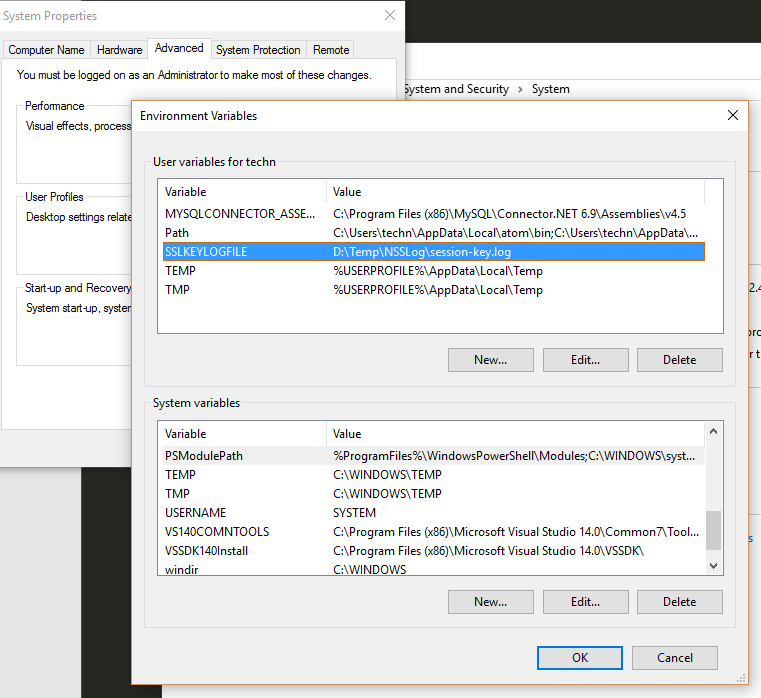 System Properties
Computer Name Hardware Advanced System Protection Remote
You must be logged on as an Administrator to make most of these changes.
System and Security > System
Performance
Visual effects, process
User Profiles
Desktop settings relate
Start-up and Recovery
System start-up, system
Environment Variables
User variables for techn
Variable Value
MYSQLCONNECTOR_ASSE... C:\Program Files (x86)\MySQL\Connector.NET 6.9\Assemblies\v4.5
Path C:\Users\techn\AppData\Local\atom\bin;C:\Users\techn\AppData\...
SSLKEYLOGFILE D:\Temp\NSSLog\session-key.log
TEMP %USERPROFILE%\AppData\Local\Temp
TMP %USERPROFILE%\AppData\Local\Temp
New... Edit... Delete
System variables
Variable Value
PSModulePath %ProgramFiles%\WindowsPowerShell\Modules;C:\WINDOWS\syst...
TEMP C:\WINDOWS\TEMP
TMP C:\WINDOWS\TEMP
USERNAME SYSTEM
VS140COMNTOOLS C:\Program Files (x86)\Microsoft Visual Studio 14.0\Common7\Tool...
VSSDK140Install C:\Program Files (x86)\Microsoft Visual Studio 14.0\VSSDK\
windir C:\WINDOWS
New... Edit... Delete
OK Cancel